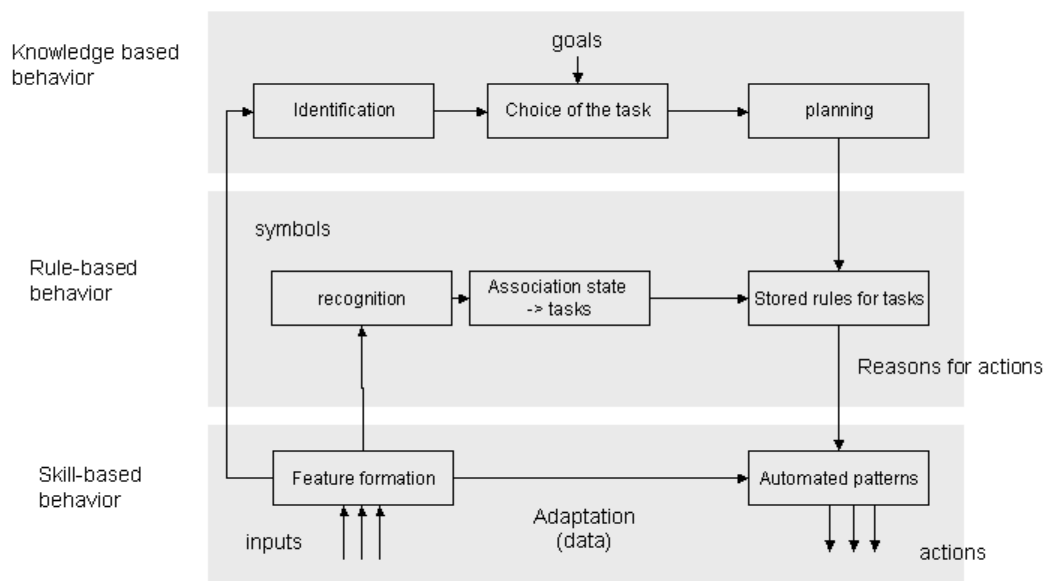 Knowledge based
behavior
goals
Identification
Choice of the task
planning
symbols
Rule-based
behavior
recognition
Association state
-> tasks
Stored rules for tasks
Reasons for actions
Skill-based
behavior
Feature formation
Automated patterns
inputs
Adaptation
(data)
actions